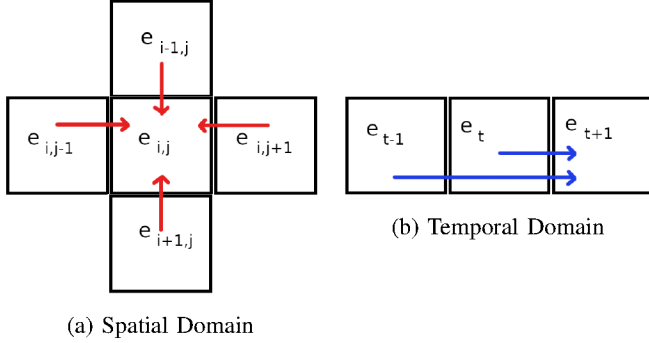 e i-1,j
e i,j-1
e i,j
e i,j+1
e i+1,j
(a) Spatial Domain
e t-1
e t
e t+1
(b) Temporal Domain